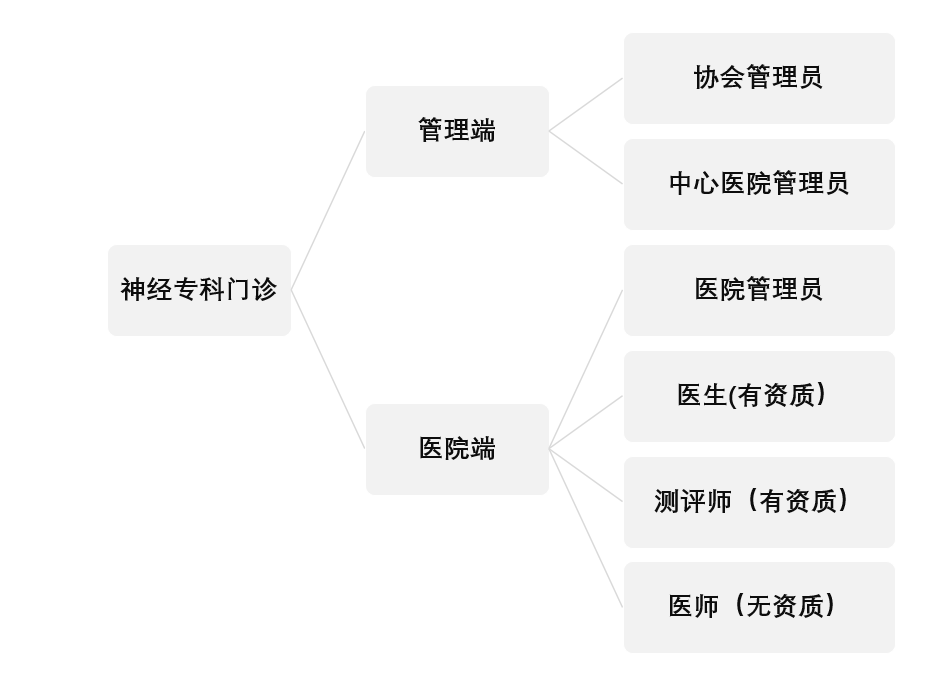 神经专科门诊
管理端
协会管理员
中心医院管理员
医院端
医院管理员
医生(有资质）
测评师（有资质）
医师（无资质）